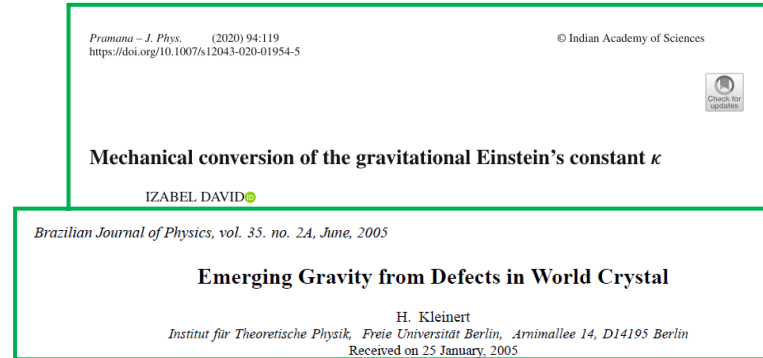 Pramana – J. Phys. (2020) 94:119 © Indian Academy of Sciences
https://doi.org/10.1007/s12043-020-01954-5
Check for
updates
Mechanical conversion of the gravitational Einstein's constant κ
IZABEL DAVID
Brazilian Journal of Physics, vol. 35. no. 2A, June, 2005
Emerging Gravity from Defects in World Crystal
H. Kleinert
Institut für Theoretische Physik, Freie Universität Berlin, Arnimallee 14, D14195 Berlin
Received on 25 January, 2005